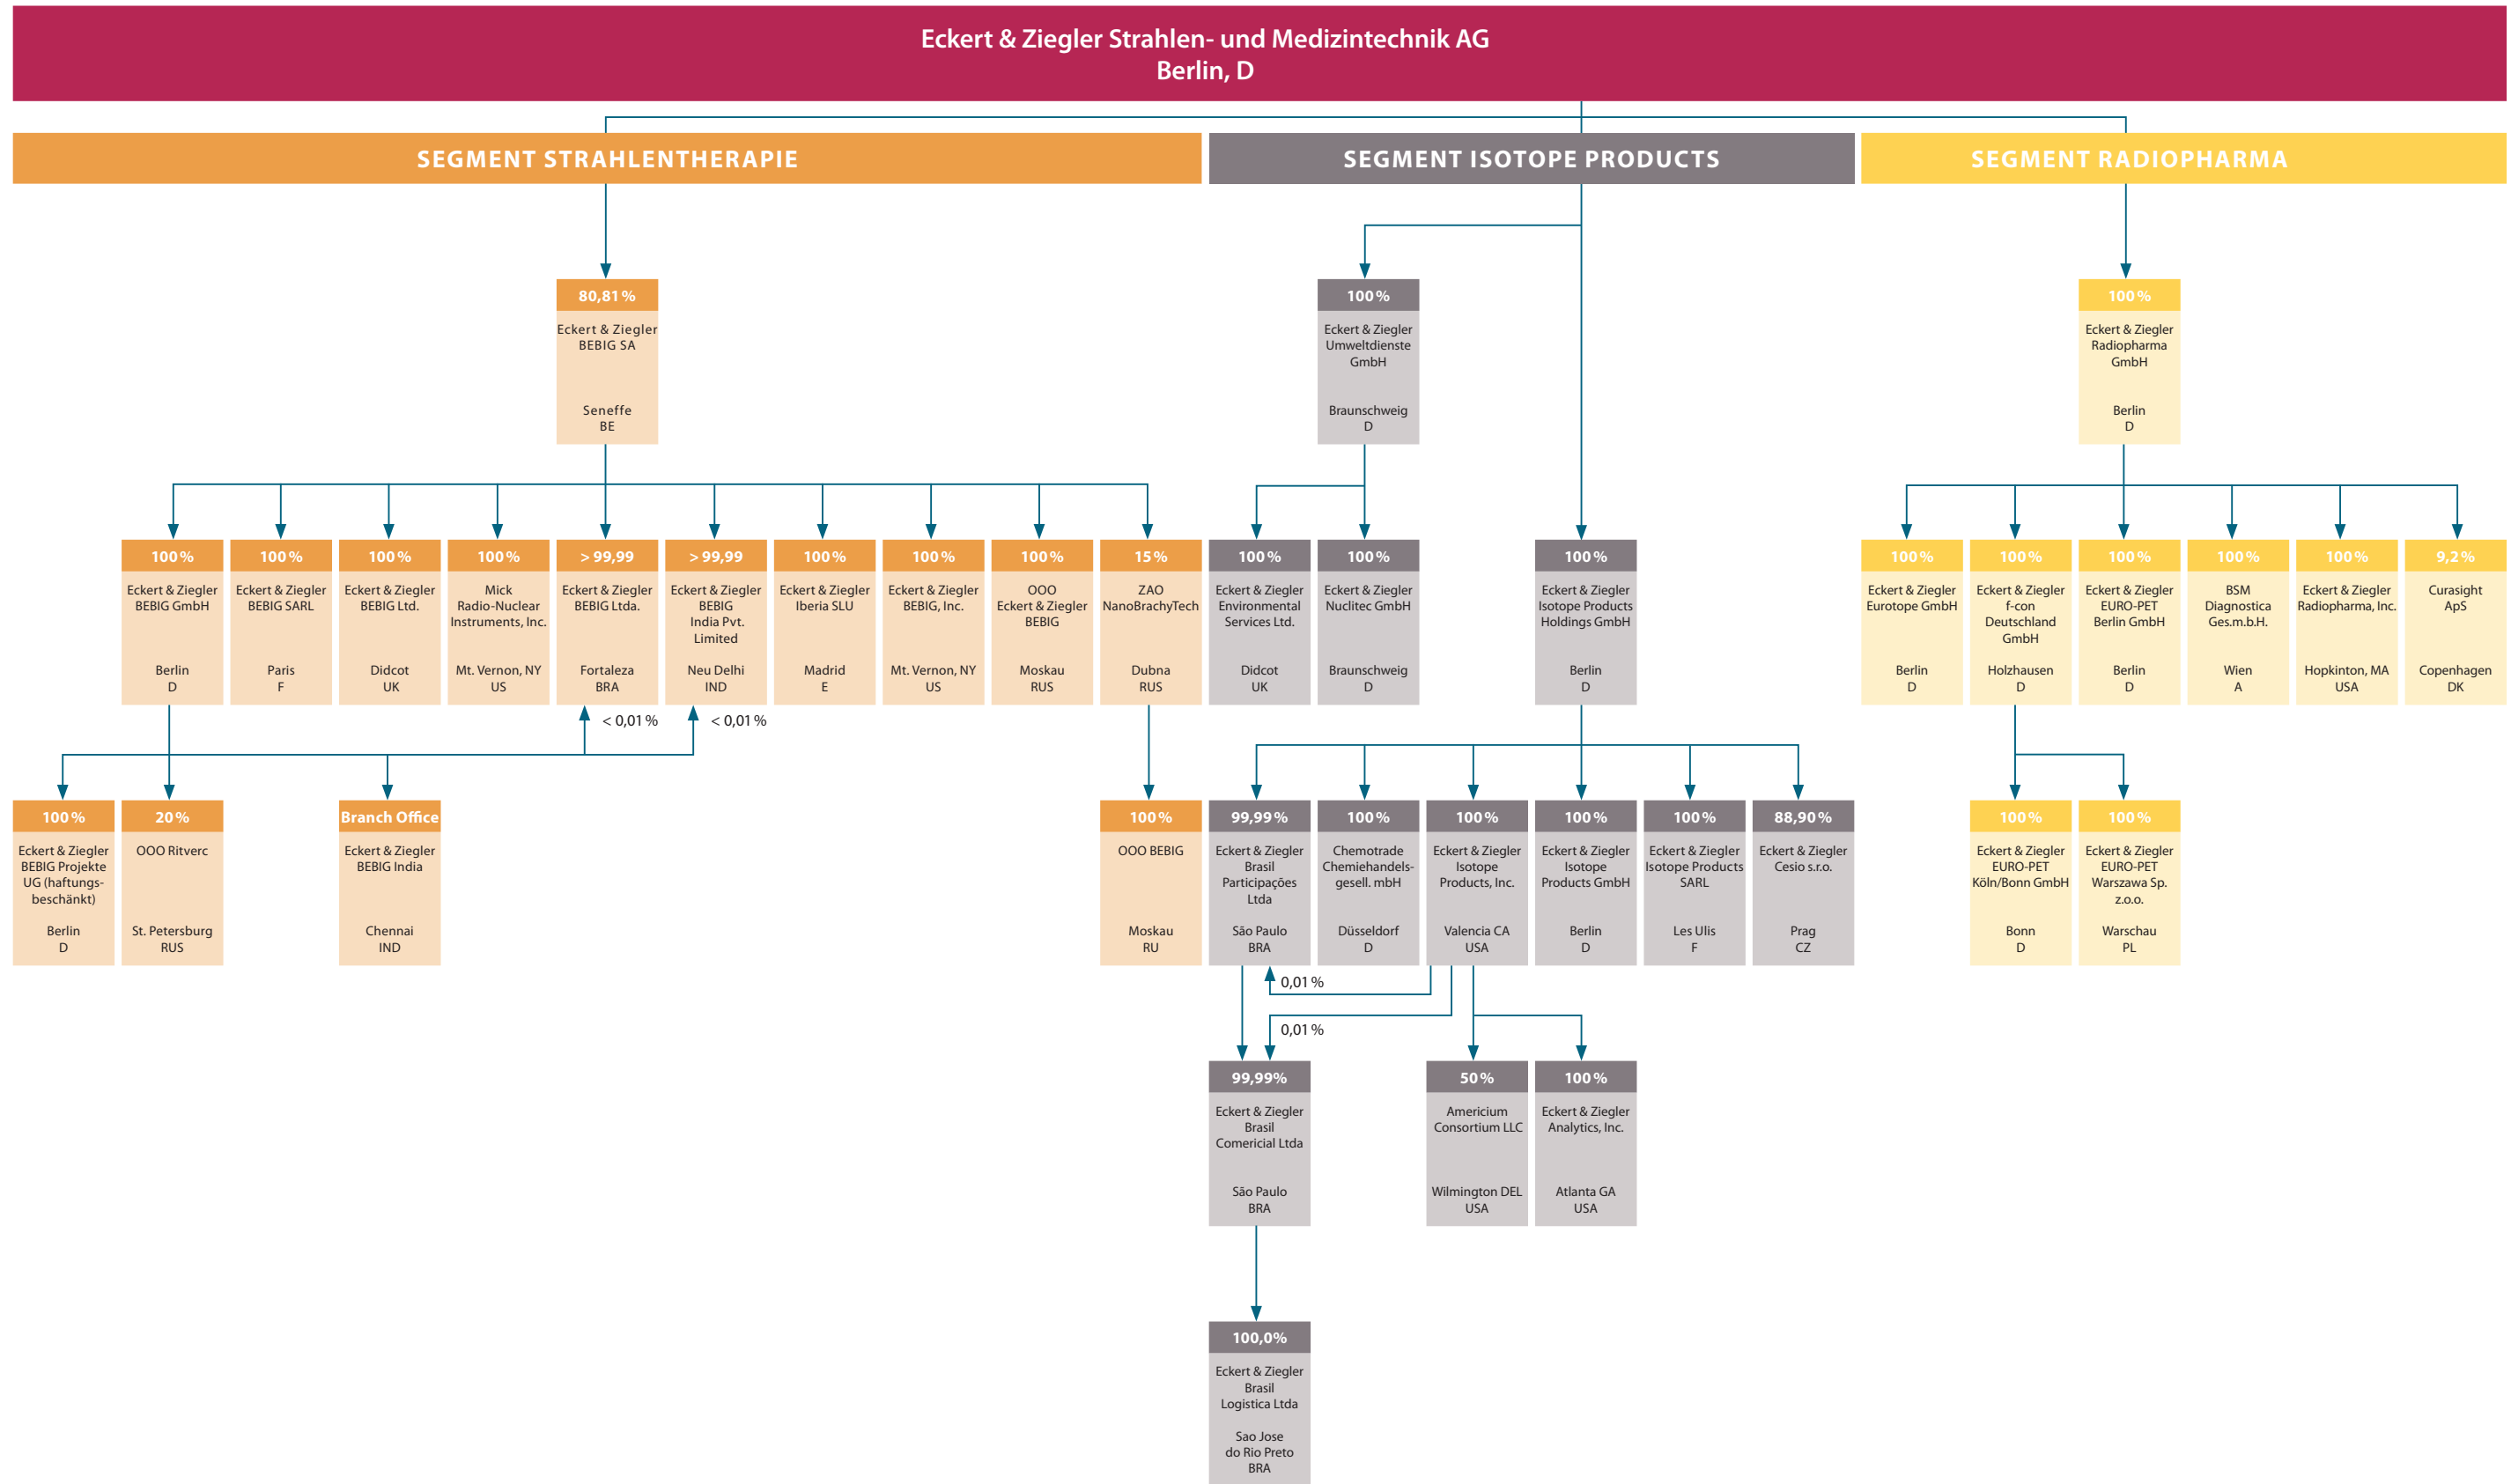 Eckert & Ziegler Strahlen- und Medizintechnik AG
Berlin, D
SEGMENT STRAHLENTHERAPIE
SEGMENT ISOTOPE PRODUCTS
SEGMENT RADIOPHARMA
80,81 %
Eckert & Ziegler
BEBIG SA
Seneffe
BE
100 %
Eckert & Ziegler
Umweltdienste
GmbH
Braunschweig
D
100 %
Eckert & Ziegler
Radiopharma
GmbH
Berlin
D
100 %
Eckert & Ziegler
BEBIG GmbH
Berlin
D
100 %
Eckert & Ziegler
BEBIG SARL
Paris
F
100 %
Eckert & Ziegler
BEBIG Ltd.
Didcot
UK
100 %
Mick
Radio-Nuclear
Instruments, Inc.
Mt. Vernon, NY
US
> 99,99
Eckert & Ziegler
BEBIG Ltda.
Fortaleza
BRA
> 99,99
Eckert & Ziegler
BEBIG
India Pvt.
Limited
Neu Delhi
IND
100 %
Eckert & Ziegler
Iberia SLU
Madrid
E
100 %
Eckert & Ziegler
BEBIG, Inc.
Mt. Vernon, NY
US
100 %
OOO
Eckert & Ziegler
BEBIG
Moskau
RUS
15 %
ZAO
NanoBrachyTech
Dubna
RUS
100 %
Eckert & Ziegler
Environmental
Services Ltd.
Didcot
UK
100 %
Eckert & Ziegler
Nuclitec GmbH
Braunschweig
D
100 %
Eckert & Ziegler
Isotope Products
Holdings GmbH
Berlin
D
100 %
Eckert & Ziegler
Eurotope GmbH
Berlin
D
100 %
Eckert & Ziegler
f-con
Deutschland
GmbH
Holzhausen
D
100 %
Eckert & Ziegler
EURO-PET
Berlin GmbH
Berlin
D
100 %
BSM
Diagnostica
Ges.m.b.H.
Wien
A
100 %
Eckert & Ziegler
Radiopharma, Inc.
Hopkinton, MA
USA
9,2 %
Curasight
ApS
Copenhagen
DK
< 0,01 %
< 0,01 %
100 %
Eckert & Ziegler
BEBIG Projekte
UG (haftungs-
beschänkt)
Berlin
D
20 %
OOO Ritverc
St. Petersburg
RUS
Branch Office
Eckert & Ziegler
BEBIG India
Chennai
IND
100 %
OOO BEBIG
Moskau
RU
99,99 %
Eckert & Ziegler
Brasil
Participações
Ltda
São Paulo
BRA
100 %
Chemotrade
Chemiehandels-
gesell. mbH
Düsseldorf
D
100 %
Eckert & Ziegler
Isotope
Products, Inc.
Valencia CA
USA
100 %
Eckert & Ziegler
Isotope
Products GmbH
Berlin
D
100 %
Eckert & Ziegler
Isotope Products
SARL
Les Ulis
F
88,90 %
Eckert & Ziegler
Cesio s.r.o.
Prag
CZ
100 %
Eckert & Ziegler
EURO-PET
Köln/Bonn GmbH
Bonn
D
100 %
Eckert & Ziegler
EURO-PET
Warszawa Sp.
z.o.o.
Warschau
PL
0,01 %
0,01 %
99,99%
Eckert & Ziegler
Brasil
Comericial Ltda
São Paulo
BRA
50 %
Americium
Consortium LLC
Wilmington DEL
USA
100 %
Eckert & Ziegler
Analytics, Inc.
Atlanta GA
USA
100,0%
Eckert & Ziegler
Brasil
Logistica Ltda
Sao Jose
do Rio Preto
BRA